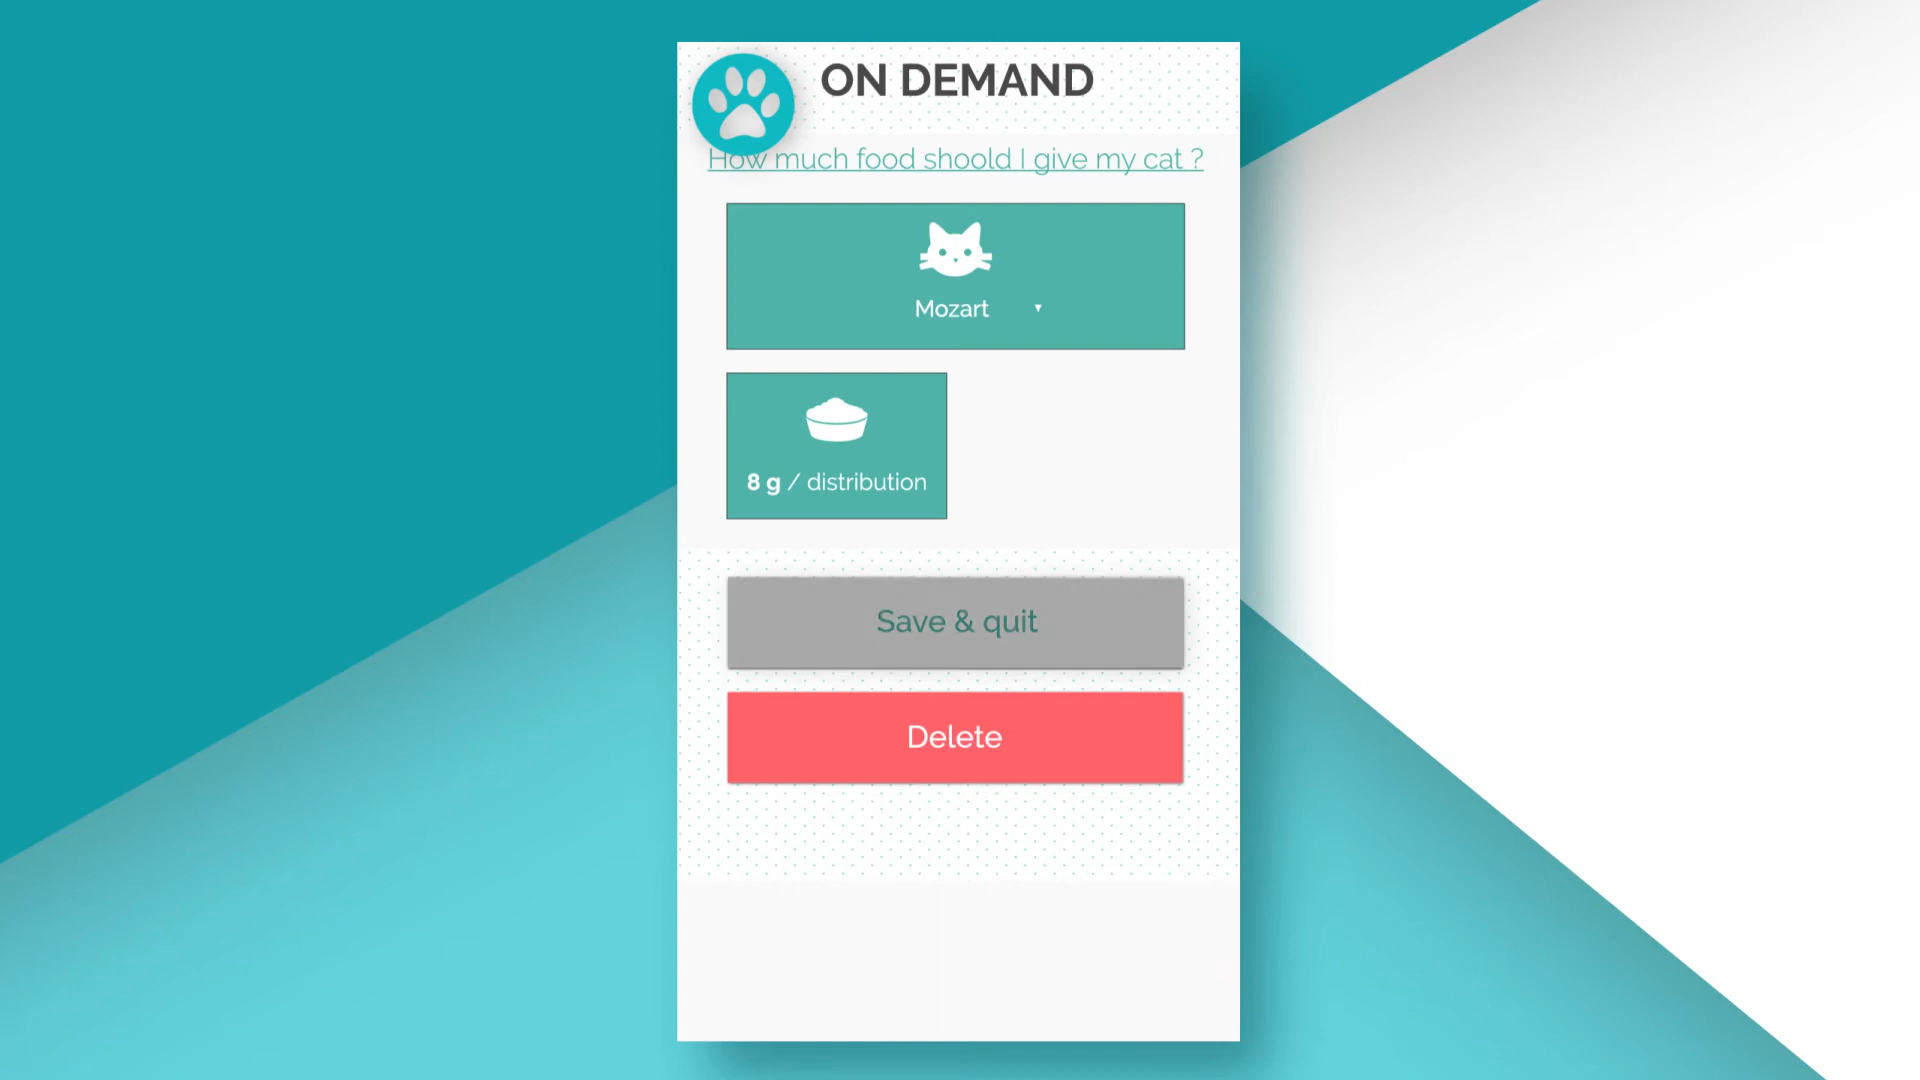 ON DEMAND
How much food shoold I give my cat ?
Mozart
8 g / distribution
Save & quit
Delete